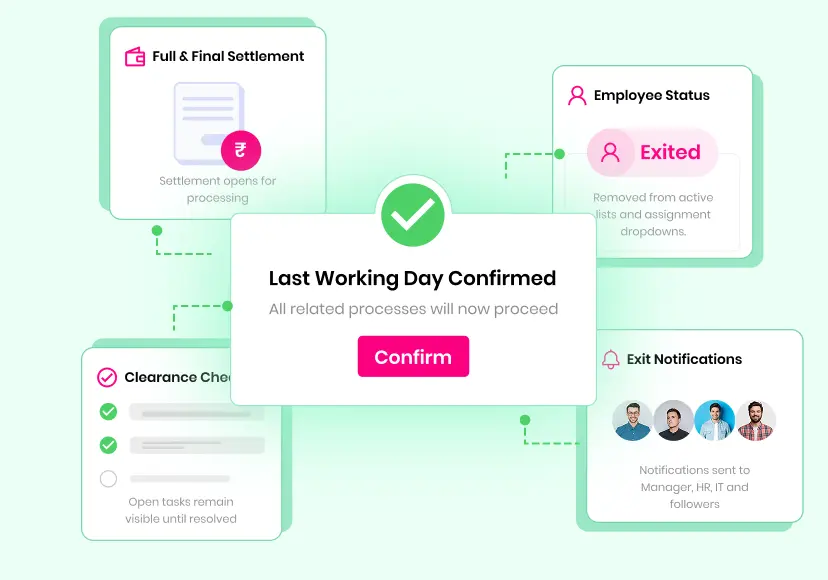 Full & Final Settlement
₹
Settlement opens for
processing
Employee Status
Exited
Removed from active
lists and assignment
dropdowns.
Last Working Day Confirmed
All related processes will now proceed
Confirm
Clearance Che
Open tasks remain
visible until resolved
Exit Notifications
Notifications sent to
Manager, HR, IT and
followers